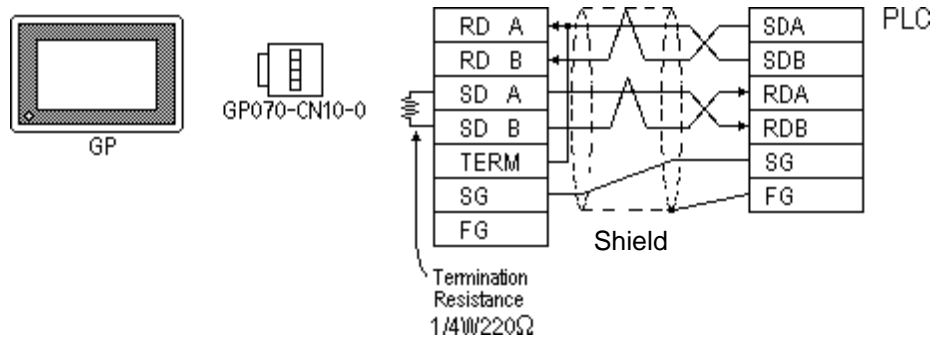 GP
GP070-CN10-0
RD A
RD B
SD A
SD B
TERM
SG
FG
Termination
Resistance
1/4W220Ω
Shield
SDA
SDB
RDA
RDB
SG
FG
PLC